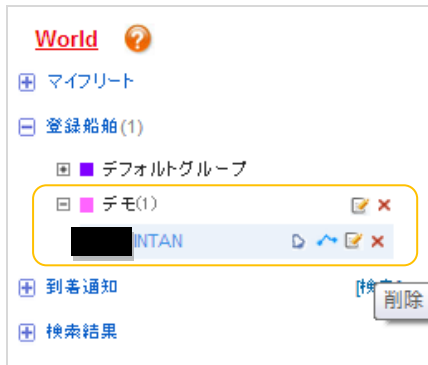 World
マイフリート
登録船舶(1)
デフォルトグループ
デモ(1)
INTAN
到着通知 [検
削除
検索結果